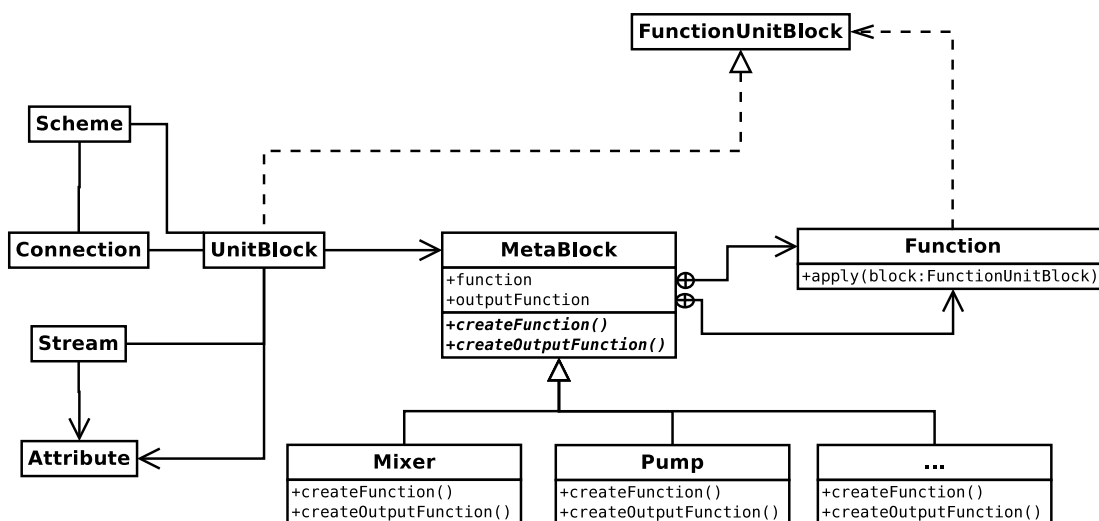 FunctionUnitBlock
Scheme
Connection
UnitBlock
MetaBlock
+function
+outputFunction
+createFunction()
+createOutputFunction()
Function
+apply(block:FunctionUnitBlock)
Stream
Attribute
Mixer
+createFunction()
+createOutputFunction()
Pump
+createFunction()
+createOutputFunction()
...
+createFunction()
+createOutputFunction()